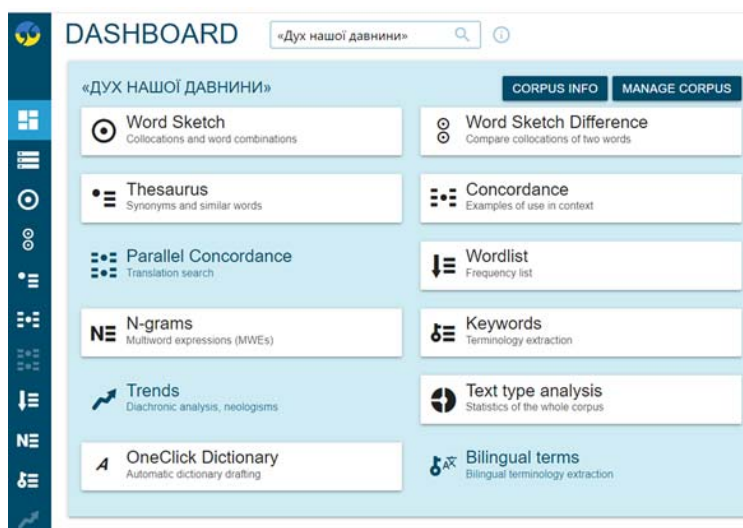 DASHBOARD
«Дух нашої давнини»
«ДУХ НАШОЇ ДАВНИНИ»
CORPUS INFO
MANAGE CORPUS
Word Sketch
Collocations and word combinations
Word Sketch Difference
Compare collocations of two words
Thesaurus
Synonyms and similar words
Concordance
Examples of use in context
Parallel Concordance
Translation search
Wordlist
Frequency list
N-grams
Multiword expressions (MWEs)
Keywords
Terminology extraction
Trends
Diachronic analysis, neologisms
Text type analysis
Statistics of the whole corpus
OneClick Dictionary
Automatic dictionary drafting
Bilingual terms
Bilingual terminology extraction